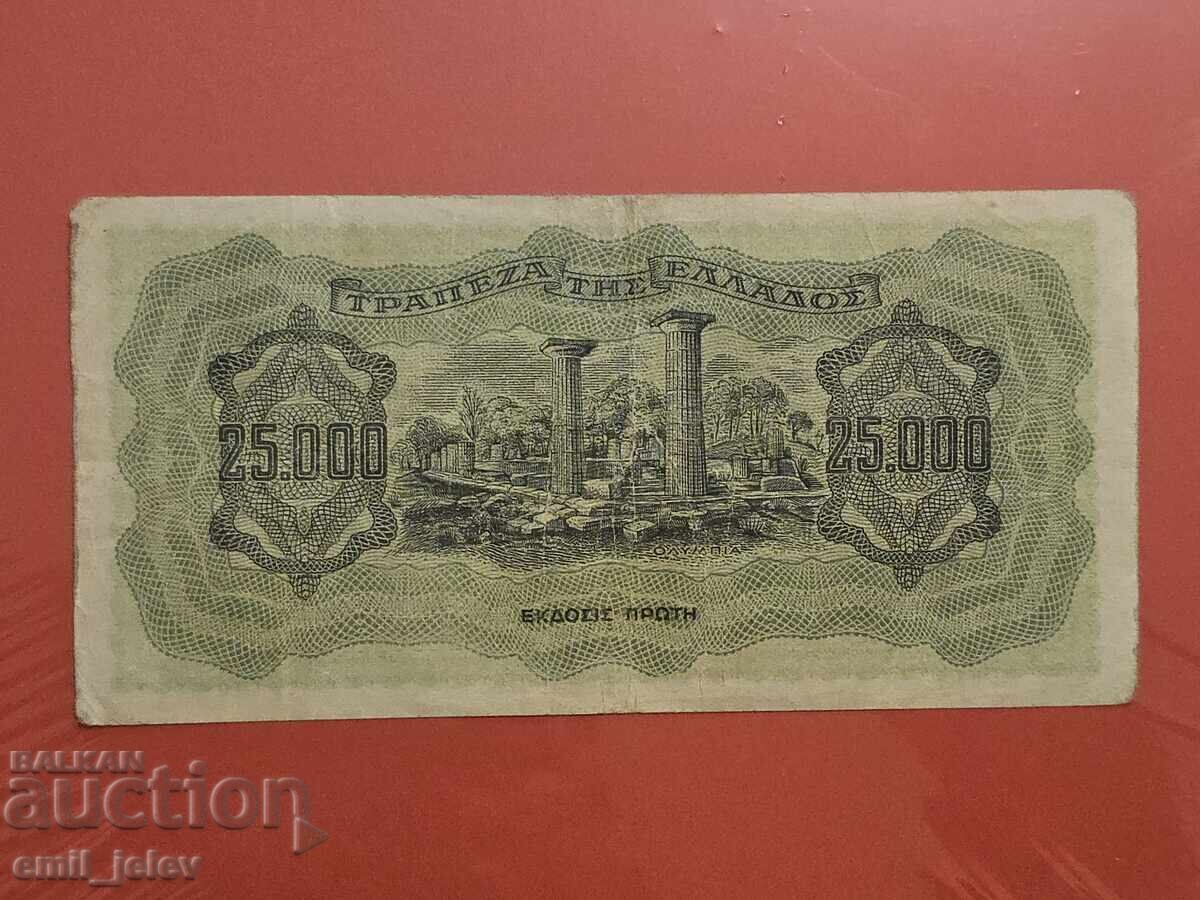 ΤΡΑΠΕΖΑ ΤΗΣ ΕΛΛΑΔΟΣ
25.000 25.000
ΟΛΥΜΠΙΑ
ΕΚΔΟΣΙΣ ΠΡΩΤΗ
BALKAN
auction
emil_jelev